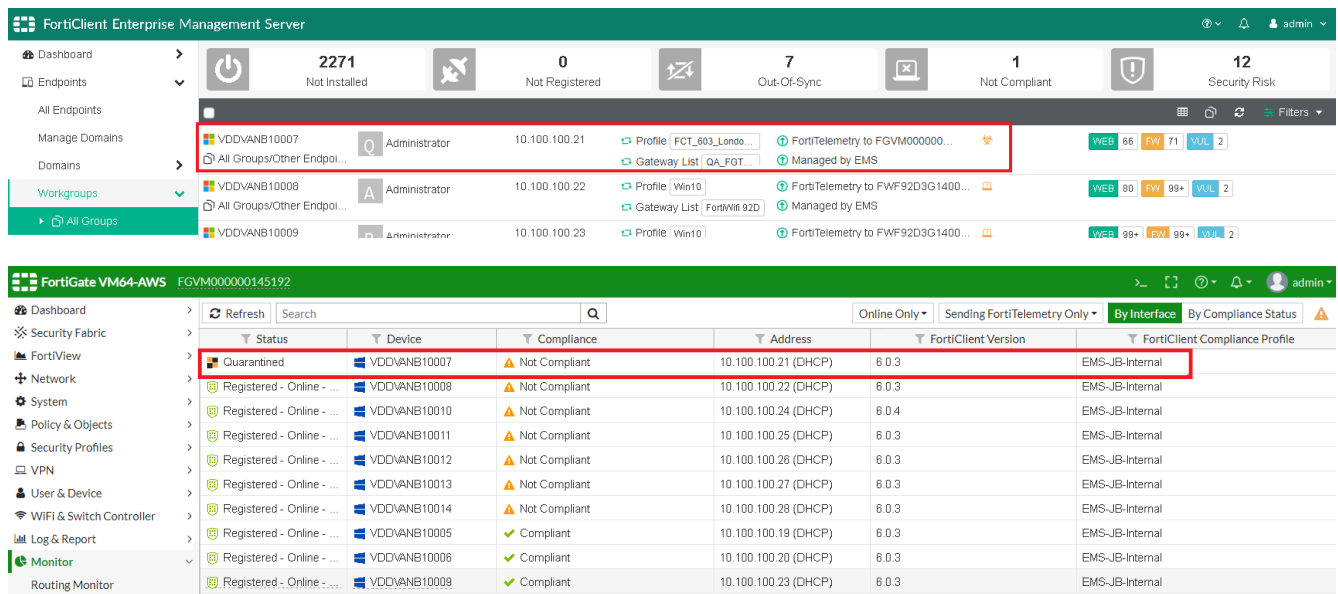 FortiClient Enterprise Management Server admin
Dashboard
Endpoints
All Endpoints
Manage Domains
Domains
Workgroups
All Groups
2271
Not Installed
0
Not Registered
7
Out-Of-Sync
1
Not Compliant
12
Security Risk
Filters
VDDVANB10007 Q Administrator 10.100.100.21 Profile FCT_603_Londo... FortiTelemetry to FGVM000000... WEB 66 FW 71 VUL 2
All Groups/Other Endpoi... Gateway List QA_FGT... Managed by EMS
VDDVANB10008 A Administrator 10.100.100.22 Profile Win10 FortiTelemetry to FWF92D3G1400... WEB 80 FW 99+ VUL 2
All Groups/Other Endpoi... Gateway List FortiWifi 92D Managed by EMS
VDDVANB10009 Administrator 10.100.100.23 Profile Win10 FortiTelemetry to FWF92D3G1400... WEB 99+ FW 99+ VUL 2
FortiGate VM64-AWS FGVM000000145192 >_ admin
Dashboard
Security Fabric
FortiView
Network
System
Policy & Objects
Security Profiles
VPN
User & Device
WiFi & Switch Controller
Log & Report
Monitor
Routing Monitor
Refresh Search Online Only Sending FortiTelemetry Only By Interface By Compliance Status
Status Device Compliance Address FortiClient Version FortiClient Compliance Profile
Quarantined VDDVANB10007 Not Compliant 10.100.100.21 (DHCP) 6.0.3 EMS-JB-Internal
Registered - Online - ... VDDVANB10008 Not Compliant 10.100.100.22 (DHCP) 6.0.3 EMS-JB-Internal
Registered - Online - ... VDDVANB10010 Not Compliant 10.100.100.24 (DHCP) 6.0.4 EMS-JB-Internal
Registered - Online - ... VDDVANB10011 Not Compliant 10.100.100.25 (DHCP) 6.0.3 EMS-JB-Internal
Registered - Online - ... VDDVANB10012 Not Compliant 10.100.100.26 (DHCP) 6.0.3 EMS-JB-Internal
Registered - Online - ... VDDVANB10013 Not Compliant 10.100.100.27 (DHCP) 6.0.3 EMS-JB-Internal
Registered - Online - ... VDDVANB10014 Not Compliant 10.100.100.28 (DHCP) 6.0.3 EMS-JB-Internal
Registered - Online - ... VDDVANB10005 Compliant 10.100.100.19 (DHCP) 6.0.3 EMS-JB-Internal
Registered - Online - ... VDDVANB10006 Compliant 10.100.100.20 (DHCP) 6.0.3 EMS-JB-Internal
Registered - Online - ... VDDVANB10009 Compliant 10.100.100.23 (DHCP) 6.0.3 EMS-JB-Internal